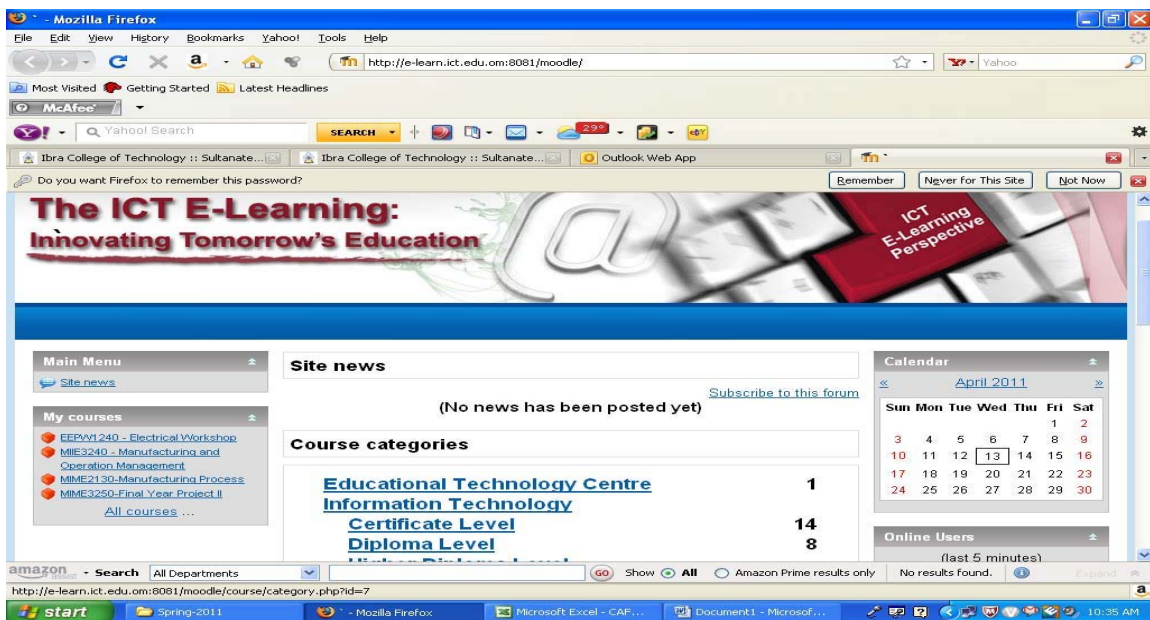 ` - Mozilla Firefox
File Edit View History Bookmarks Yahoo! Tools Help
http://e-learn.ict.edu.om:8081/moodle/
Yahoo
Most Visited Getting Started Latest Headlines
McAfee
Yahoo! Search SEARCH 29° ebY
Ibra College of Technology :: Sultanate... Ibra College of Technology :: Sultanate... Outlook Web App `
Do you want Firefox to remember this password? Remember Never for This Site Not Now
The ICT E-Learning:
Innovating Tomorrow's Education
ICT
E-Learning
Perspective
Main Menu
Site news
My courses
EEPW1240 - Electrical Workshop
MIIE3240 - Manufacturing and
Operation Management
MIME2130-Manufacturing Process
MIME3250-Final Year Project II
All courses ...
Site news
Subscribe to this forum
(No news has been posted yet)
Course categories
Educational Technology Centre 1
Information Technology
Certificate Level 14
Diploma Level 8
Calendar
« April 2011 »
Sun Mon Tue Wed Thu Fri Sat
1 2
3 4 5 6 7 8 9
10 11 12 13 14 15 16
17 18 19 20 21 22 23
24 25 26 27 28 29 30
Online Users
(last 5 minutes)
amazon - Search All Departments GO Show All Amazon Prime results only No results found. Expand
http://e-learn.ict.edu.om:8081/moodle/course/category.php?id=7
start Spring-2011 ` - Mozilla Firefox Microsoft Excel - CAF... Document1 - Microsof... 10:35 AM